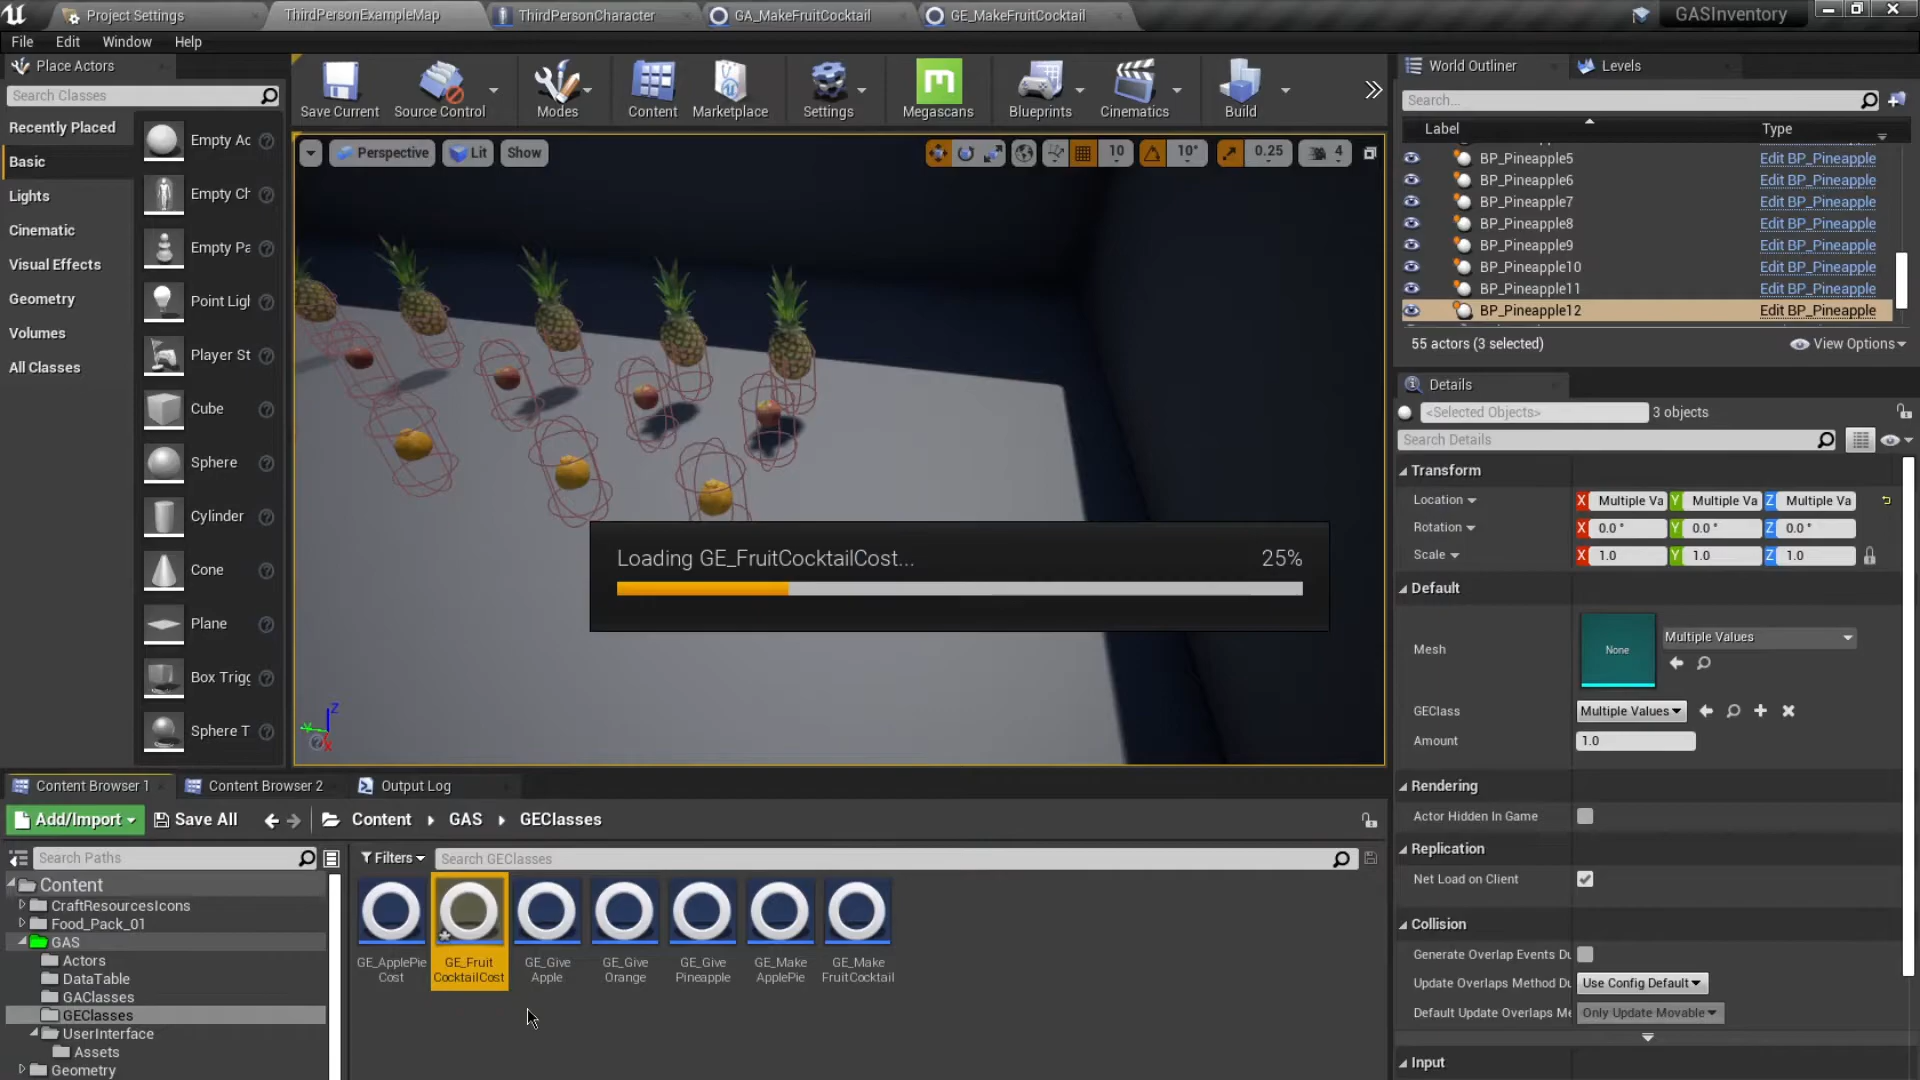 Project Settings
ThirdPersonExampleMap
ThirdPersonCharacter
GA_MakeFruitCocktail
GE_MakeFruitCocktail
GASInventory
File Edit Window Help
Place Actors
Search Classes
Recently Placed
Basic
Lights
Cinematic
Visual Effects
Geometry
Volumes
All Classes
Empty Ac
Empty Ch
Empty Pa
Point Ligl
Player St
Cube
Sphere
Cylinder
Cone
Plane
Box Trigg
Sphere T
Save Current
Source Control
Modes
Content
Marketplace
Settings
Megascans
Blueprints
Cinematics
Build
Perspective
Lit
Show
10
10°
0.25
4
Loading GE_FruitCocktailCost...
25%
Z
Y
X
World Outliner
Levels
Search...
Label
Type
BP_Pineapple5 Edit BP_Pineapple
BP_Pineapple6 Edit BP_Pineapple
BP_Pineapple7 Edit BP_Pineapple
BP_Pineapple8 Edit BP_Pineapple
BP_Pineapple9 Edit BP_Pineapple
BP_Pineapple10 Edit BP_Pineapple
BP_Pineapple11 Edit BP_Pineapple
BP_Pineapple12 Edit BP_Pineapple
55 actors (3 selected)
View Options
Details
<Selected Objects>
3 objects
Search Details
Transform
Location X Multiple Va Y Multiple Va Z Multiple Va
Rotation X 0.0 ° Y 0.0 ° Z 0.0 °
Scale X 1.0 Y 1.0 Z 1.0
Default
Mesh
None
Multiple Values
GEClass
Multiple Values
Amount
1.0
Rendering
Actor Hidden In Game
Replication
Net Load on Client
Collision
Generate Overlap Events Du
Update Overlaps Method Du
Use Config Default
Default Update Overlaps Me
Only Update Movable
Input
Content Browser 1
Content Browser 2
Output Log
Add/Import
Save All
Content
GAS
GEClasses
Search Paths
Filters
Search GEClasses
Content
CraftResourcesIcons
Food_Pack_01
GAS
Actors
DataTable
GAClasses
GEClasses
UserInterface
Assets
Geometry
GE_ApplePie
Cost
GE_Fruit
CocktailCost
GE_Give
Apple
GE_Give
Orange
GE_Give
Pineapple
GE_Make
ApplePie
GE_Make
FruitCocktail